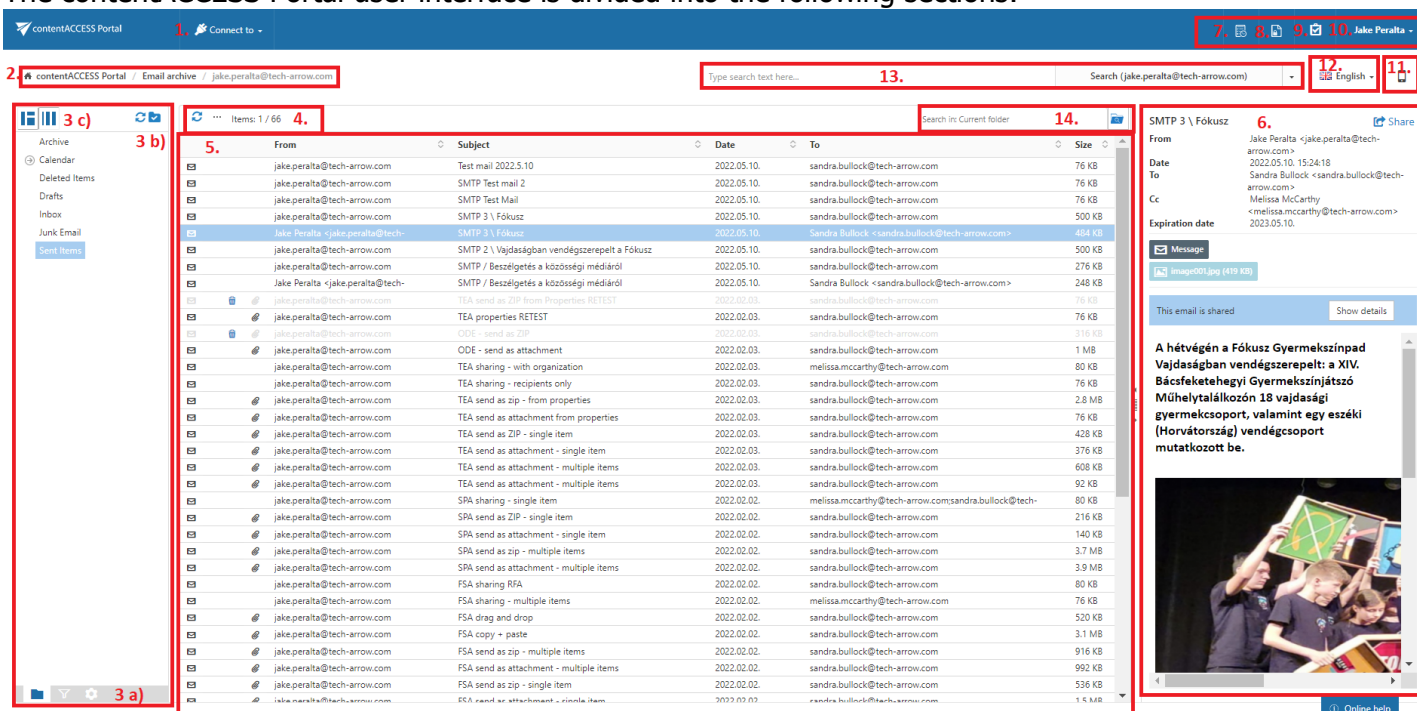 The contentACCESS Portal user interface is divided into the following sections:
contentACCESS Portal 1. Connect to 7. 8. 9. 10. Jake Peralta
2. contentACCESS Portal / Email archive / jake.peralta@tech-arrow.com Type search text here... 13. Search (jake.peralta@tech-arrow.com) 12. English 11.
3 c)
3 b)
Archive
Calendar
Deleted Items
Drafts
Inbox
Junk Email
Sent Items
3 a)
... Items: 1 / 66 4. Search in: Current folder 14.
5. From Subject Date To Size
jake.peralta@tech-arrow.com Test mail 2022.5.10 2022.05.10. sandra.bullock@tech-arrow.com 76 KB
jake.peralta@tech-arrow.com SMTP Test mail 2 2022.05.10. sandra.bullock@tech-arrow.com 76 KB
jake.peralta@tech-arrow.com SMTP Test Mail 2022.05.10. sandra.bullock@tech-arrow.com 76 KB
jake.peralta@tech-arrow.com SMTP 3 \ Fókusz 2022.05.10. sandra.bullock@tech-arrow.com 500 KB
Jake Peralta <jake.peralta@tech- SMTP 3 \ Fókusz 2022.05.10. Sandra Bullock <sandra.bullock@tech-arrow.com> 484 KB
jake.peralta@tech-arrow.com SMTP 2 \ Vajdaságban vendégszerepelt a Fókusz 2022.05.10. sandra.bullock@tech-arrow.com 500 KB
jake.peralta@tech-arrow.com SMTP / Beszélgetés a közösségi médiáról 2022.05.10. sandra.bullock@tech-arrow.com 276 KB
Jake Peralta <jake.peralta@tech- SMTP / Beszélgetés a közösségi médiáról 2022.05.10. Sandra Bullock <sandra.bullock@tech-arrow.com> 248 KB
jake.peralta@tech-arrow.com TEA send as ZIP from Properties RETEST 2022.02.03. sandra.bullock@tech-arrow.com 76 KB
jake.peralta@tech-arrow.com TEA properties RETEST 2022.02.03. sandra.bullock@tech-arrow.com 76 KB
jake.peralta@tech-arrow.com ODE - send as ZIP 2022.02.03. sandra.bullock@tech-arrow.com 316 KB
jake.peralta@tech-arrow.com ODE - send as attachment 2022.02.03. sandra.bullock@tech-arrow.com 1 MB
jake.peralta@tech-arrow.com TEA sharing - with organization 2022.02.03. melissa.mccarthy@tech-arrow.com 80 KB
jake.peralta@tech-arrow.com TEA sharing - recipients only 2022.02.03. sandra.bullock@tech-arrow.com 76 KB
jake.peralta@tech-arrow.com TEA send as zip - from properties 2022.02.03. sandra.bullock@tech-arrow.com 2.8 MB
jake.peralta@tech-arrow.com TEA send as attachment from properties 2022.02.03. sandra.bullock@tech-arrow.com 76 KB
jake.peralta@tech-arrow.com TEA send as ZIP - single item 2022.02.03. sandra.bullock@tech-arrow.com 428 KB
jake.peralta@tech-arrow.com TEA send as attachment - single item 2022.02.03. sandra.bullock@tech-arrow.com 376 KB
jake.peralta@tech-arrow.com TEA send as attachment - multiple items 2022.02.03. sandra.bullock@tech-arrow.com 608 KB
jake.peralta@tech-arrow.com TEA send as attachment - multiple items 2022.02.03. sandra.bullock@tech-arrow.com 92 KB
jake.peralta@tech-arrow.com SPA sharing - single item 2022.02.02. melissa.mccarthy@tech-arrow.com;sandra.bullock@tech- 80 KB
jake.peralta@tech-arrow.com SPA send as ZIP - single item 2022.02.02. sandra.bullock@tech-arrow.com 216 KB
jake.peralta@tech-arrow.com SPA send as attachment - single item 2022.02.02. sandra.bullock@tech-arrow.com 140 KB
jake.peralta@tech-arrow.com SPA send as zip - multiple items 2022.02.02. sandra.bullock@tech-arrow.com 3.7 MB
jake.peralta@tech-arrow.com SPA send as attachment - multiple items 2022.02.02. sandra.bullock@tech-arrow.com 3.9 MB
jake.peralta@tech-arrow.com FSA sharing RFA 2022.02.02. sandra.bullock@tech-arrow.com 80 KB
jake.peralta@tech-arrow.com FSA sharing - multiple items 2022.02.02. melissa.mccarthy@tech-arrow.com 76 KB
jake.peralta@tech-arrow.com FSA drag and drop 2022.02.02. sandra.bullock@tech-arrow.com 520 KB
jake.peralta@tech-arrow.com FSA copy + paste 2022.02.02. sandra.bullock@tech-arrow.com 3.1 MB
jake.peralta@tech-arrow.com FSA send as zip - multiple items 2022.02.02. sandra.bullock@tech-arrow.com 916 KB
jake.peralta@tech-arrow.com FSA send as attachment - multiple items 2022.02.02. sandra.bullock@tech-arrow.com 992 KB
jake.peralta@tech-arrow.com FSA send as zip - single item 2022.02.02. sandra.bullock@tech-arrow.com 536 KB
jake.peralta@tech-arrow.com FSA send as attachment - single item 2022.02.02. sandra.bullock@tech-arrow.com 1.5 MB
SMTP 3 \ Fókusz 6. Share
From Jake Peralta <jake.peralta@tech-
arrow.com>
Date 2022.05.10. 15:24:18
To Sandra Bullock <sandra.bullock@tech-
arrow.com>
Cc Melissa McCarthy
<melissa.mccarthy@tech-arrow.com>
Expiration date 2023.05.10.
Message
image001.jpg (419 KB)
This email is shared Show details
A hétvégén a Fókusz Gyermekszínpad
Vajdaságban vendégszerepelt: a XIV.
Bácsfeketehegyi Gyermekszínjátszó
Műhelytalálkozón 18 vajdasági
gyermekcsoport, valamint egy eszéki
(Horvátország) vendégcsoport
mutatkozott be.
Online help